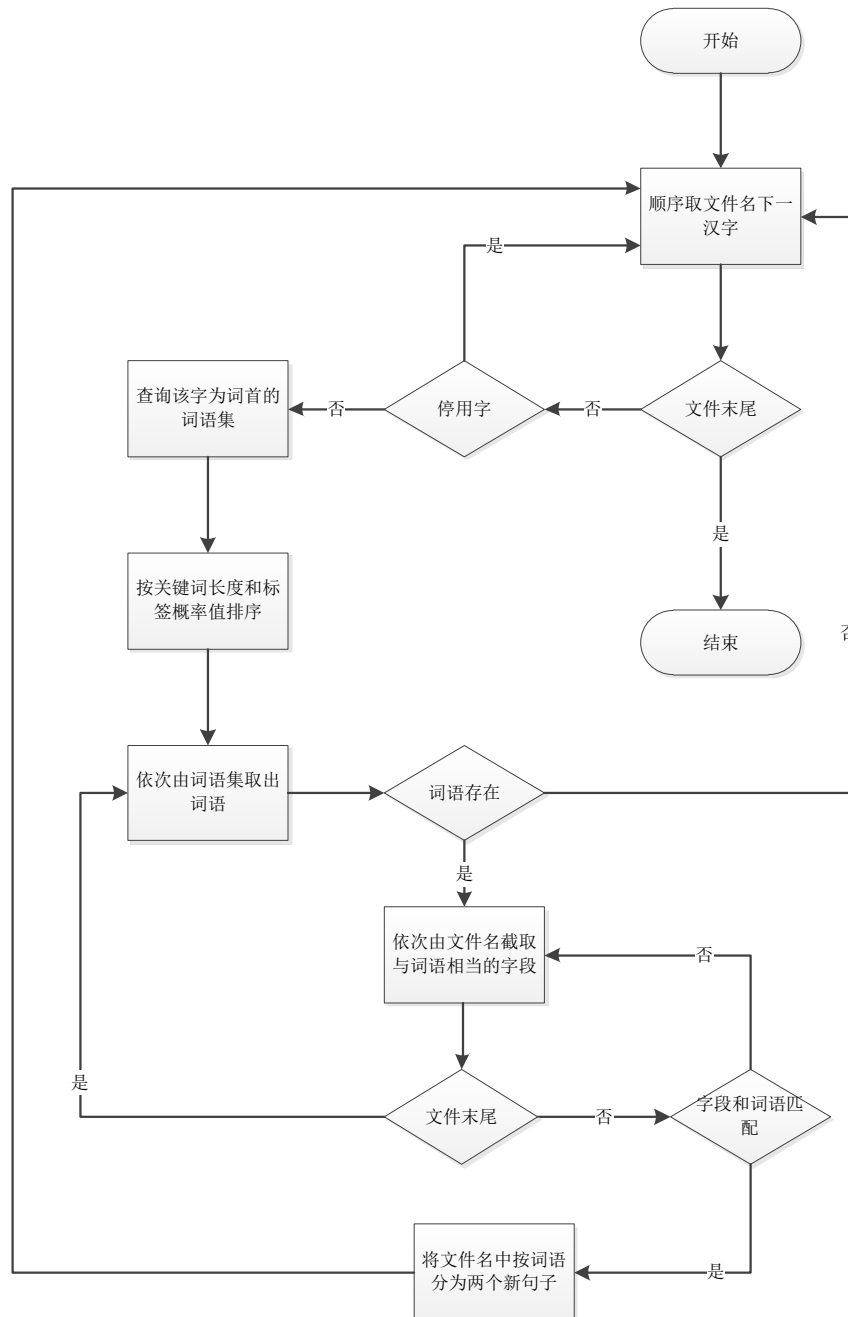 开始
顺序取文件名下一
汉字
是
查询该字为词首的
词语集
否
停用字
否
文件末尾
是
按关键词长度和标
签概率值排序
结束
否
依次由词语集取出
词语
词语存在
是
依次由文件名截取
与词语相当的字段
否
是
文件末尾
否
字段和词语匹
配
将文件名中按词语
分为两个新句子
是